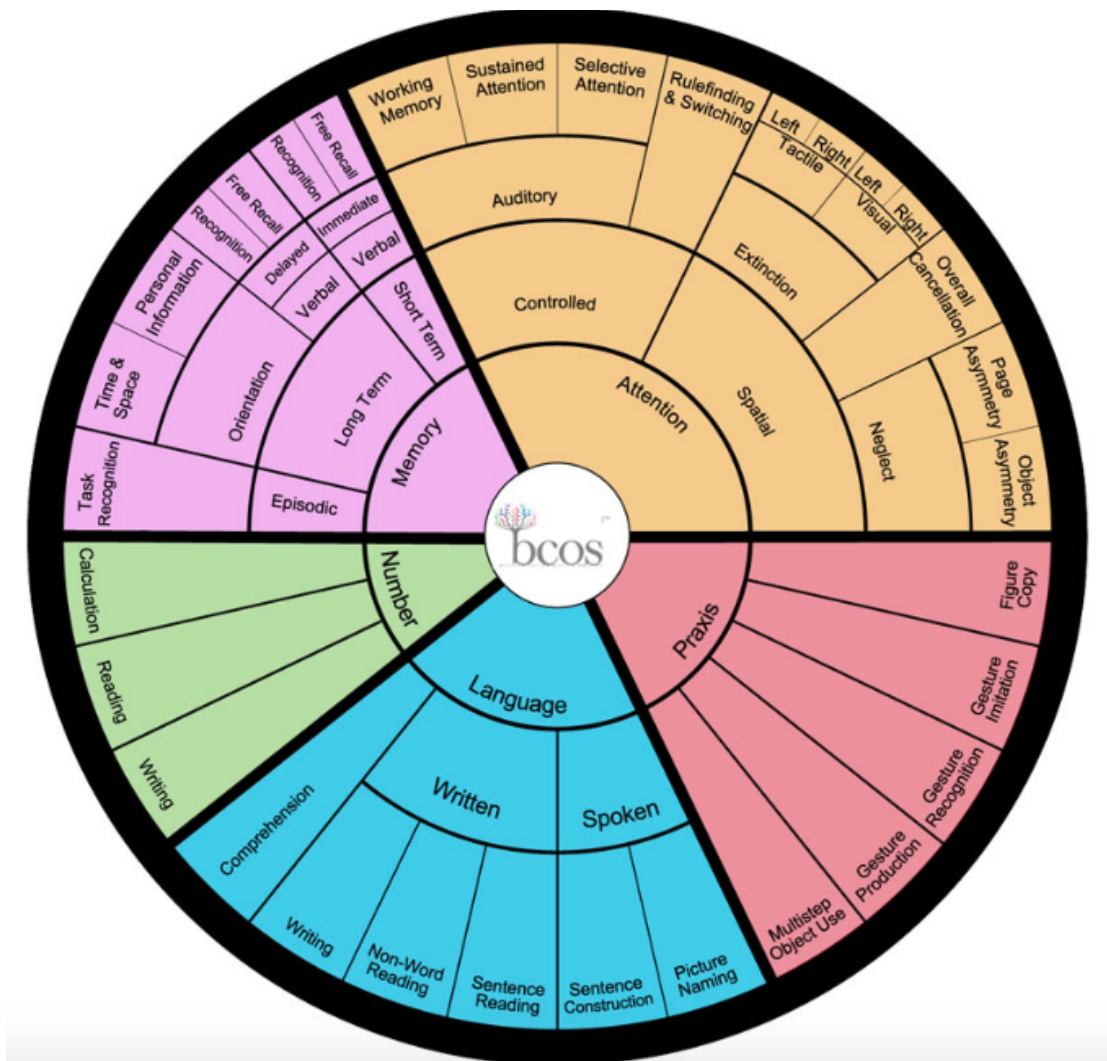 bcos
Attention
Controlled
Auditory
Working
Memory
Sustained
Attention
Selective
Attention
Rulefinding
& Switching
Spatial
Extinction
Tactile
Left
Right
Visual
Left
Right
Neglect
Overall
Cancellation
Page
Asymmetry
Object
Asymmetry
Praxis
Figure
Copy
Gesture
Imitation
Gesture
Recognition
Gesture
Production
Multistep
Object Use
Language
Spoken
Picture
Naming
Sentence
Construction
Written
Sentence
Reading
Non-Word
Reading
Writing
Comprehension
Number
Writing
Reading
Calculation
Memory
Episodic
Task
Recognition
Long Term
Orientation
Time &
Space
Personal
Information
Verbal
Delayed
Recognition
Free Recall
Short Term
Verbal
Immediate
Recognition
Free Recall